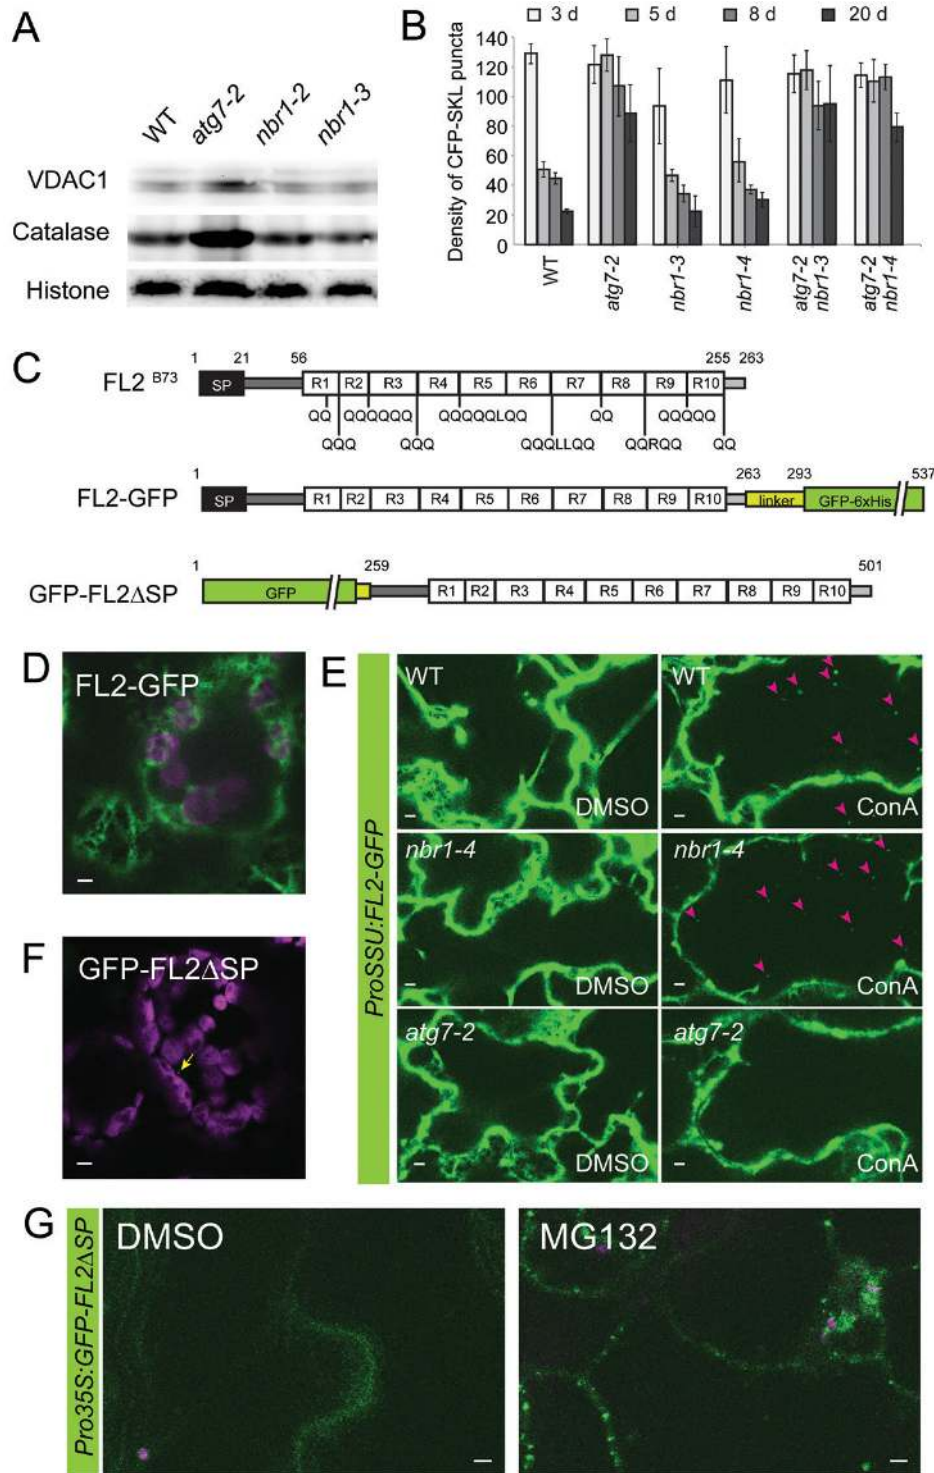 A
WT atg7-2 nbr1-2 nbr1-3
VDAC1
Catalase
Histone
B
3 d 5 d 8 d 20 d
Density of CFP-SKL puncta
140
120
100
80
60
40
20
0
WT
atg7-2
nbr1-3
nbr1-4
atg7-2 nbr1-3
atg7-2 nbr1-4
C
1 21 56 255 263
FL2 B73 SP R1 R2 R3 R4 R5 R6 R7 R8 R9 R10
QQ QQQQQQ QQQQQLQQ QQ QQQQQ
QQQ QQQ QQQLLQQ QQRQQ QQ
1 263 293 537
FL2-GFP SP R1 R2 R3 R4 R5 R6 R7 R8 R9 R10 linker GFP-6xHis
1 259 501
GFP-FL2ΔSP GFP R1 R2 R3 R4 R5 R6 R7 R8 R9 R10
D
FL2-GFP
E
ProSSU:FL2-GFP
WT
DMSO
WT
ConA
nbr1-4
DMSO
nbr1-4
ConA
atg7-2
DMSO
atg7-2
ConA
F
GFP-FL2ΔSP
G
Pro35S:GFP-FL2ΔSP
DMSO
MG132